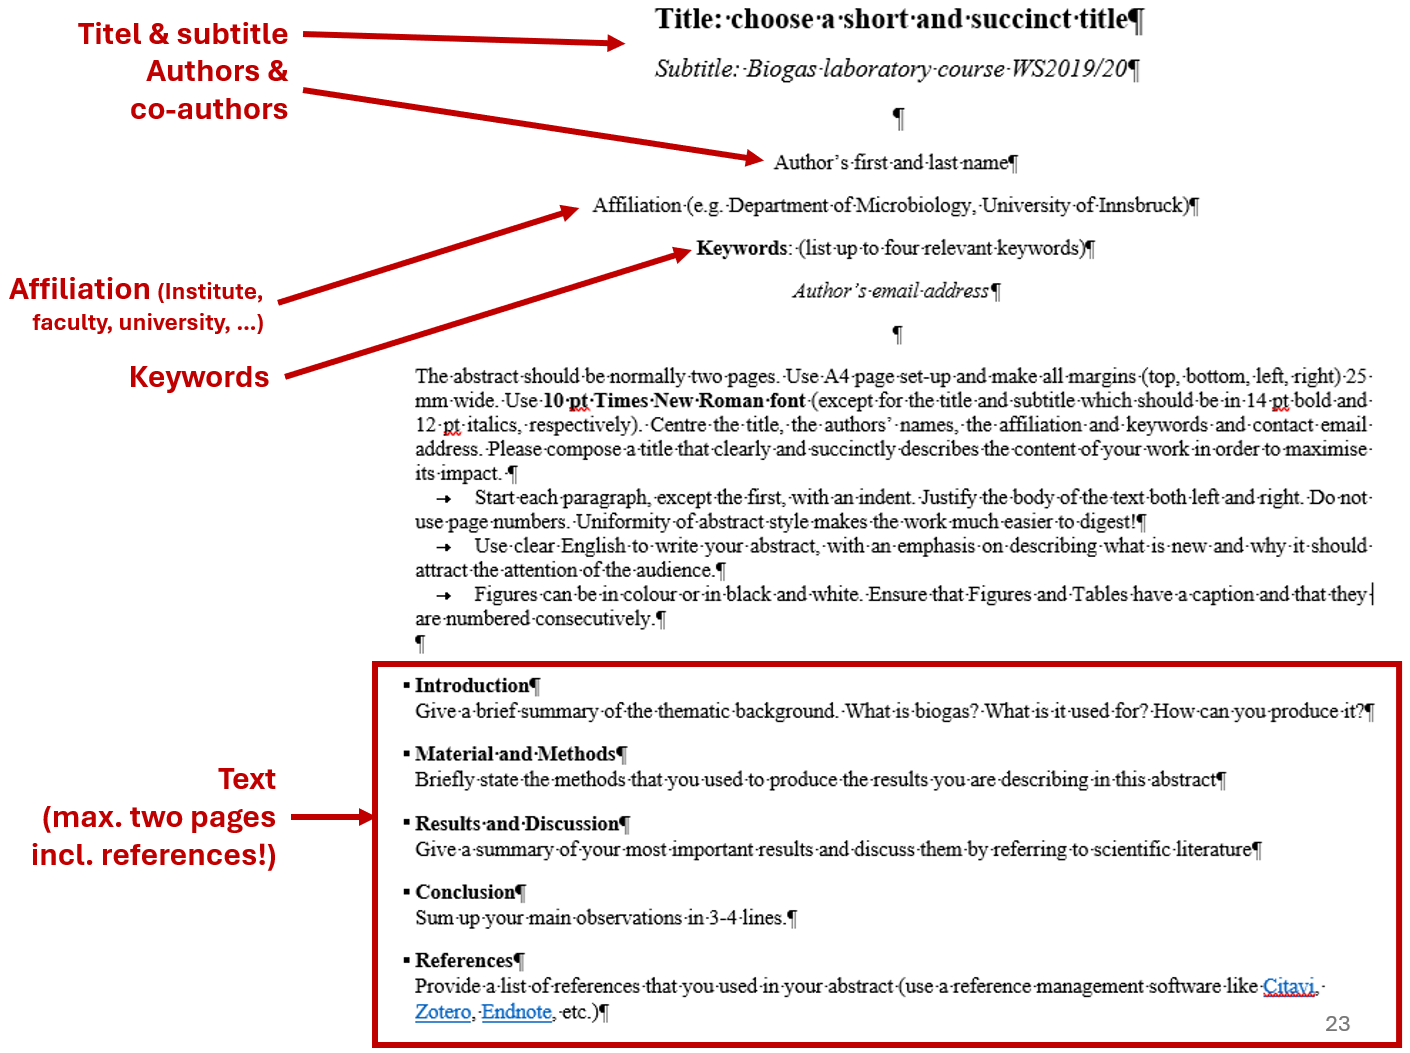 Titel & subtitle
Authors &
co-authors
Affiliation (Institute,
faculty, university, ...)
Keywords
Title: choose a short and succinct title¶
Subtitle: Biogas laboratory course WS2019/20¶
¶
Author's first and last name¶
Affiliation (e.g. Department of Microbiology, University of Innsbruck)¶
Keywords: (list up to four relevant keywords)¶
Author's email address¶
¶
The abstract should be normally two pages. Use A4 page set-up and make all margins (top, bottom, left, right) 25
mm wide. Use 10 pt Times New Roman font (except for the title and subtitle which should be in 14 pt bold and
12 pt italics, respectively). Centre the title, the authors' names, the affiliation and keywords and contact email
address. Please compose a title that clearly and succinctly describes the content of your work in order to maximise
its impact. ¶
→ Start each paragraph, except the first, with an indent. Justify the body of the text both left and right. Do not
use page numbers. Uniformity of abstract style makes the work much easier to digest!¶
→ Use clear English to write your abstract, with an emphasis on describing what is new and why it should
attract the attention of the audience.¶
→ Figures can be in colour or in black and white. Ensure that Figures and Tables have a caption and that they
are numbered consecutively.¶
¶
Text
(max. two pages
incl. references!)
▪ Introduction¶
Give a brief summary of the thematic background. What is biogas? What is it used for? How can you produce it?¶
▪ Material and Methods¶
Briefly state the methods that you used to produce the results you are describing in this abstract¶
▪ Results and Discussion¶
Give a summary of your most important results and discuss them by referring to scientific literature¶
▪ Conclusion¶
Sum up your main observations in 3-4 lines.¶
▪ References¶
Provide a list of references that you used in your abstract (use a reference management software like Citavi,
Zotero, Endnote, etc.)¶
23